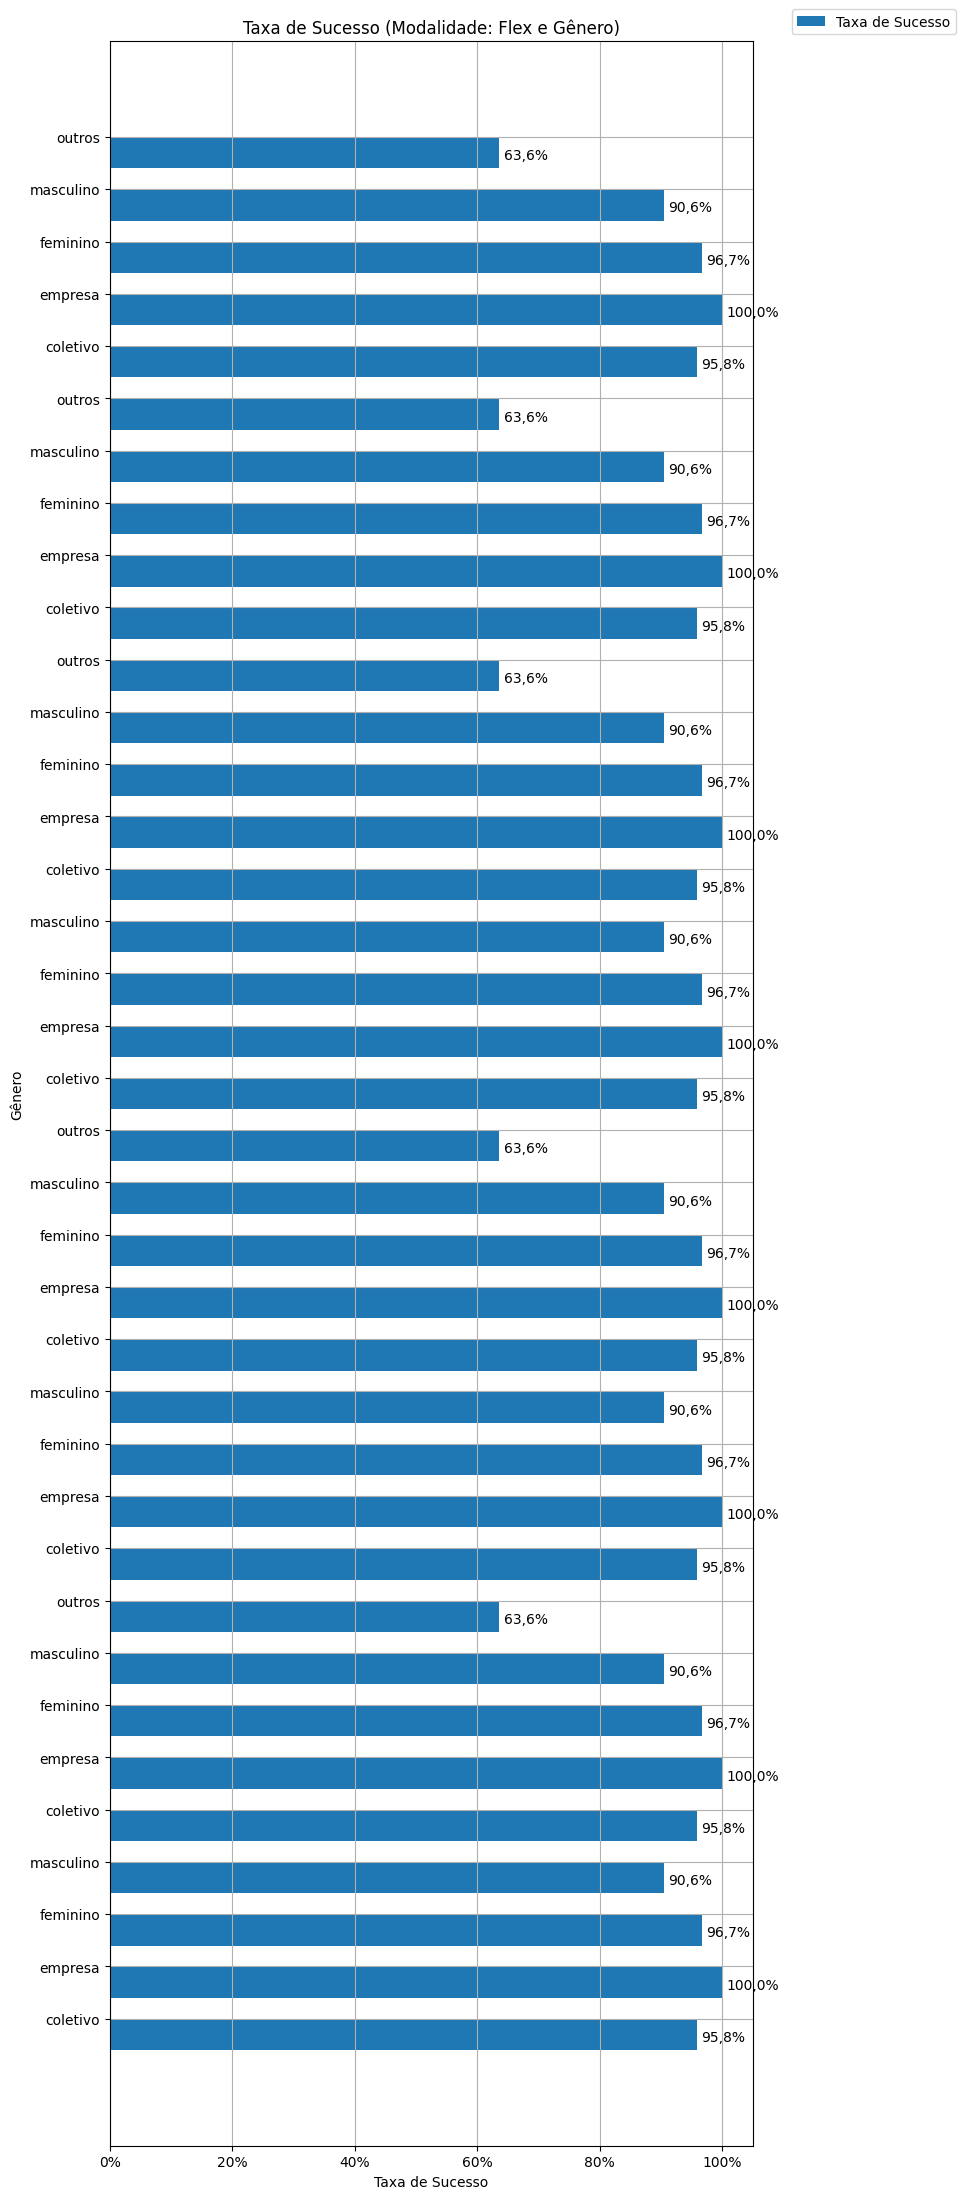 Taxa de Sucesso (Modalidade: Flex e Gênero)
Taxa de Sucesso
outros 63,6%
masculino 90,6%
feminino 96,7%
empresa 100,0%
coletivo 95,8%
outros 63,6%
masculino 90,6%
feminino 96,7%
empresa 100,0%
coletivo 95,8%
outros 63,6%
masculino 90,6%
feminino 96,7%
empresa 100,0%
coletivo 95,8%
masculino 90,6%
feminino 96,7%
empresa 100,0%
coletivo 95,8%
outros 63,6%
masculino 90,6%
feminino 96,7%
empresa 100,0%
coletivo 95,8%
masculino 90,6%
feminino 96,7%
empresa 100,0%
coletivo 95,8%
outros 63,6%
masculino 90,6%
feminino 96,7%
empresa 100,0%
coletivo 95,8%
masculino 90,6%
feminino 96,7%
empresa 100,0%
coletivo 95,8%
Gênero
0% 20% 40% 60% 80% 100%
Taxa de Sucesso